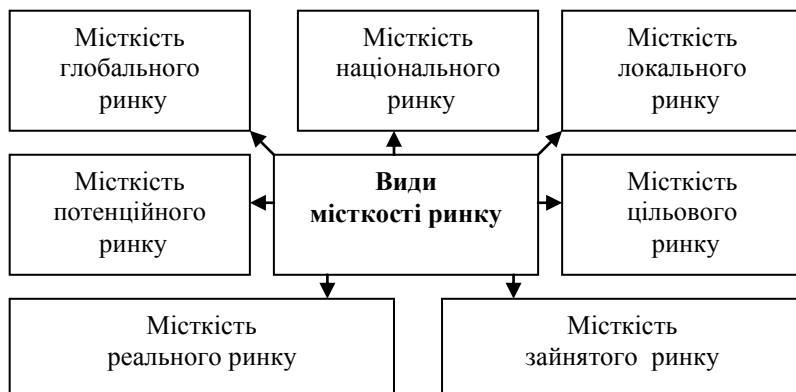 Місткість
глобального
ринку
Місткість
національного
ринку
Місткість
локального
ринку
Місткість
потенційного
ринку
Види
місткості ринку
Місткість
цільового
ринку
Місткість
реального ринку
Місткість
зайнятого ринку